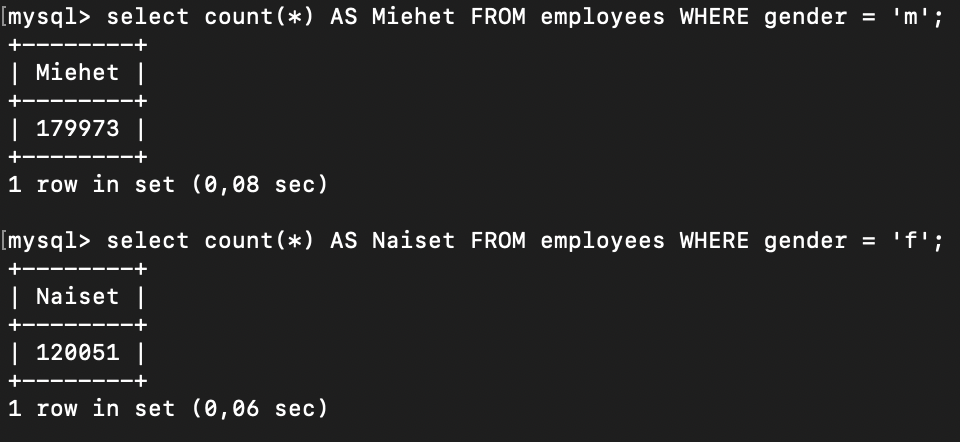 [mysql> select count(*) AS Miehet FROM employees WHERE gender = 'm';
+--------+
| Miehet |
+--------+
| 179973 |
+--------+
1 row in set (0,08 sec)

[mysql> select count(*) AS Naiset FROM employees WHERE gender = 'f';
+--------+
| Naiset |
+--------+
| 120051 |
+--------+
1 row in set (0,06 sec)